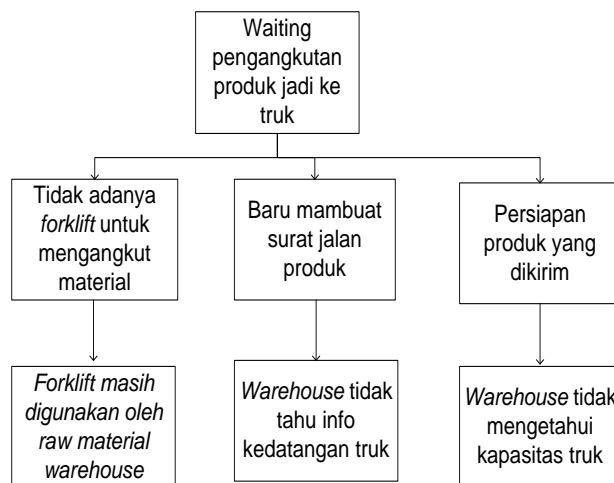 Waiting
pengangkutan
produk jadi ke
truk
Tidak adanya
forklift untuk
mengangkut
material
Baru mambuat
surat jalan
produk
Persiapan
produk yang
dikirim
Forklift masih
digunakan oleh
raw material
warehouse
Warehouse tidak
tahu info
kedatangan truk
Warehouse tidak
mengetahui
kapasitas truk